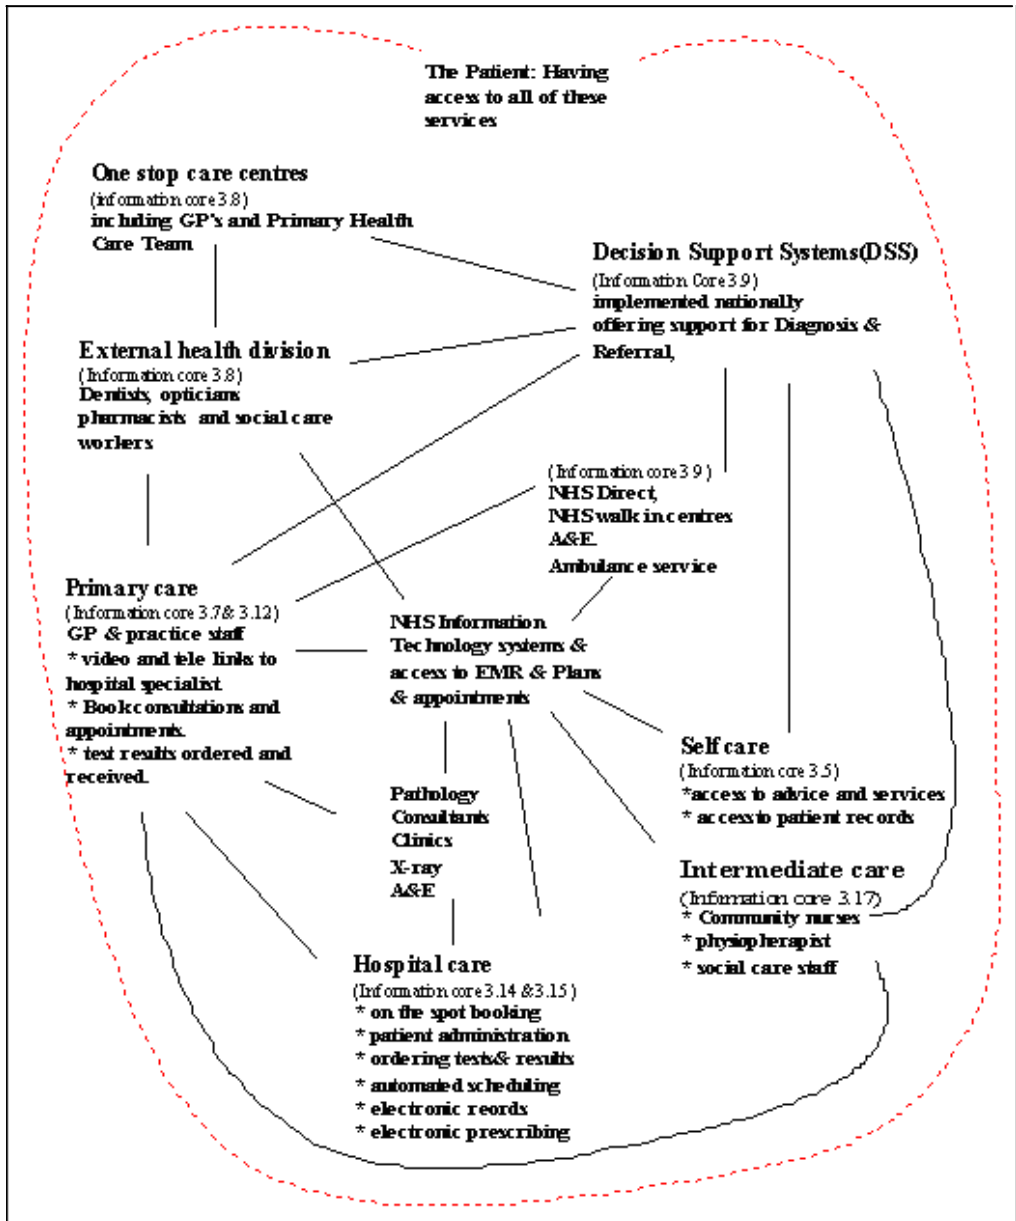 The Patient: Having
access to all of these
services
One stop care centres
(information core 3.8)
including GP's and Primary Health
Care Team
Decision Support Systems(DSS)
(Information Core 3.9)
implemented nationally
offering support for Diagnosis &
Referral,
External health division
(Information core 3.8)
Dentists, opticians
pharmacists and social care
workers
(Information core 3.9)
NHS Direct,
NHS walk in centres
A&E.
Ambulance service
Primary care
(Information core 3.7& 3.12)
GP & practice staff
* video and tele links to
hospital specialist.
* Book consultations and
appointments.
* test results ordered and
received.
NHS Information
Technology systems &
access to EMR & Plans
& appointments
Self care
(Information core 3.5)
*access to advice and services
* access to patient records
Pathology
Consultants
Clinics
X-ray
A&E
Intermediate care
(Information core 3.17)
* Community nurses
* physiopherapist
* social care staff
Hospital care
(Information core 3.14 &3.15)
* on the spot booking
* patient administration
* ordering tests& results
* automated scheduling
* electronic reords
* electronic prescribing